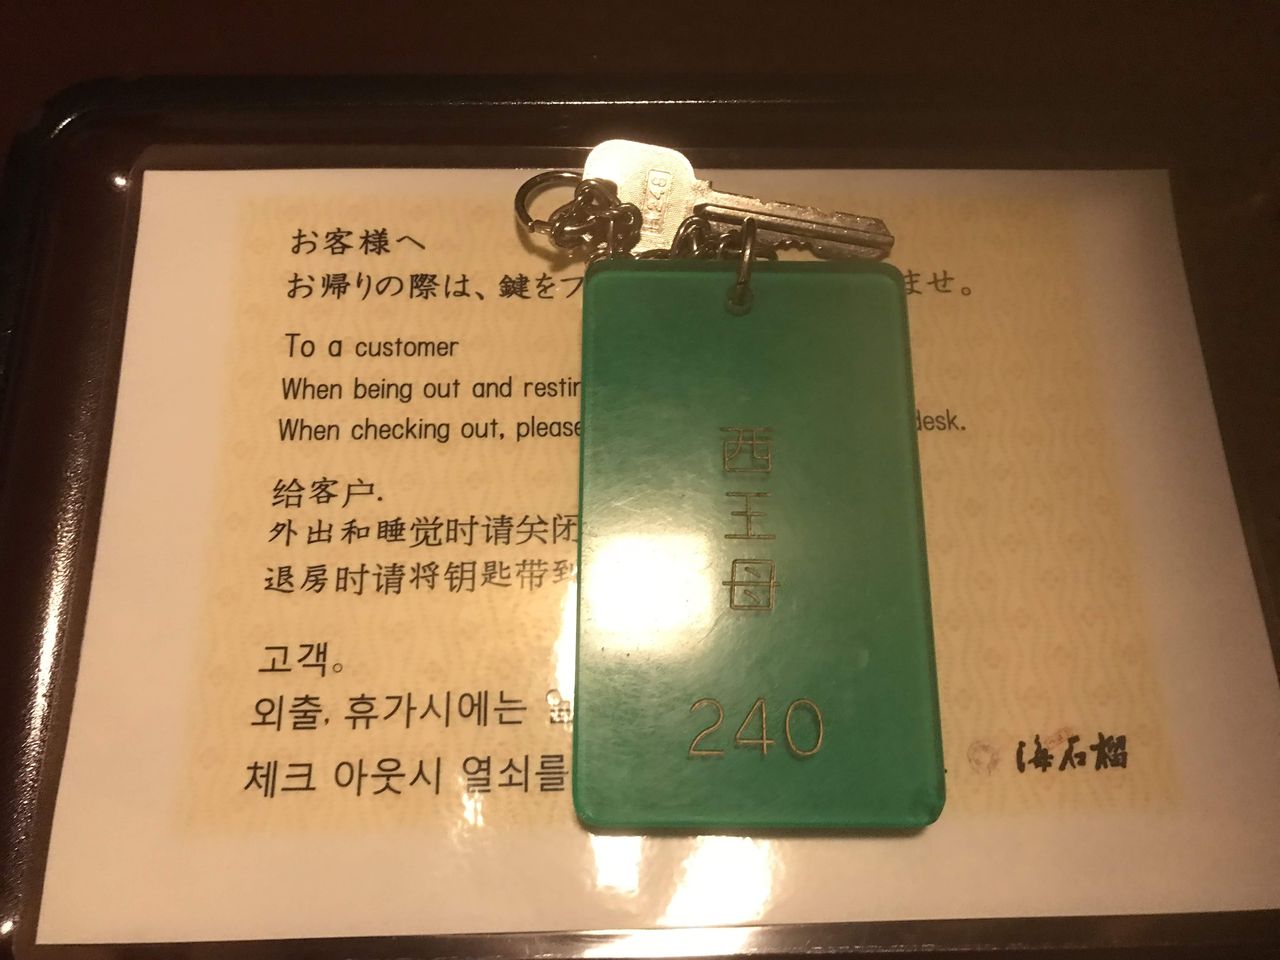 お客様へ
お帰りの際は、鍵をフ
ませ。
To a customer
When being out and
When checking out, please
desk.
给客户.
外出和睡觉时请关闭
退房时请将钥匙带到
고객。
외출, 휴가시에는
체크 아웃시 열쇠를
西
王
母
240
海石榴